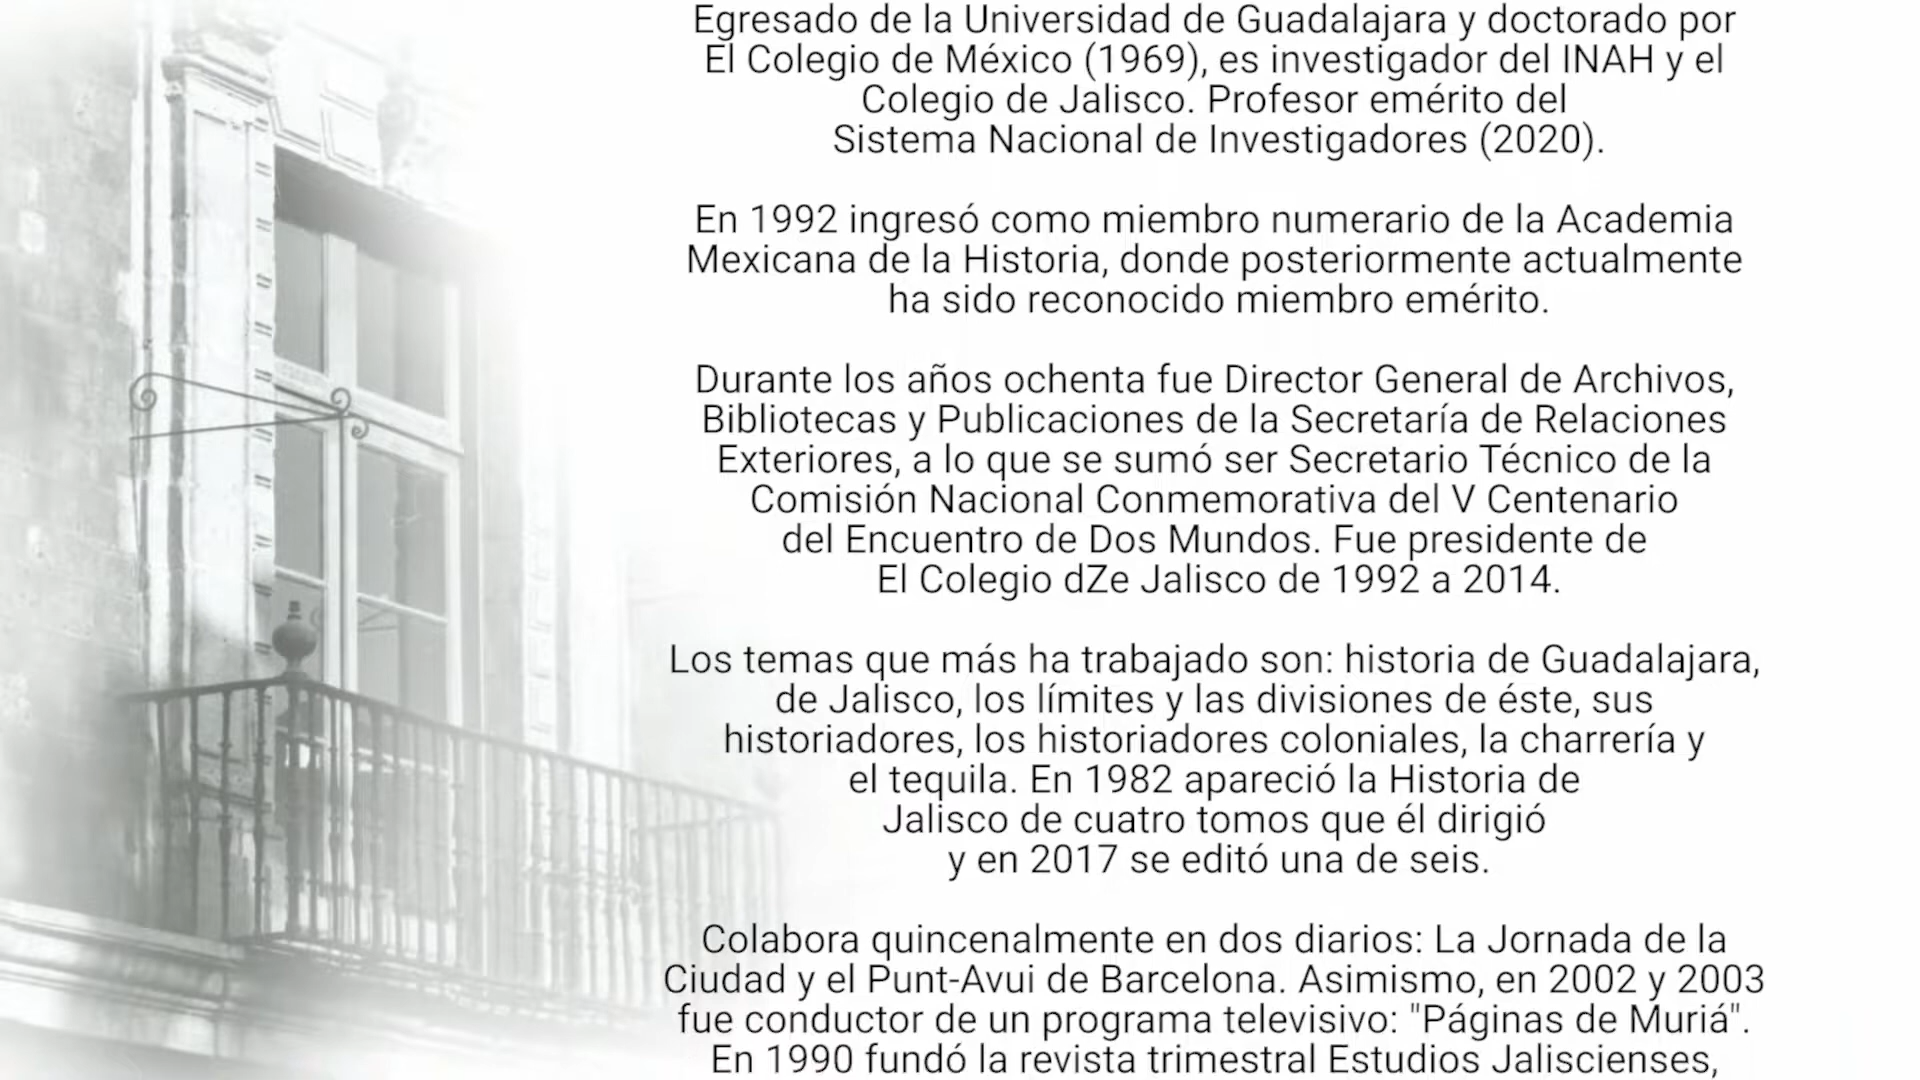 Egresado de la Universidad de Guadalajara y doctorado por
El Colegio de México (1969), es investigador del INAH y el
Colegio de Jalisco. Profesor emérito del
Sistema Nacional de Investigadores (2020).
En 1992 ingresó como miembro numerario de la Academia
Mexicana de la Historia, donde posteriormente actualmente
ha sido reconocido miembro emérito.
Durante los años ochenta fue Director General de Archivos,
Bibliotecas y Publicaciones de la Secretaría de Relaciones
Exteriores, a lo que se sumó ser Secretario Técnico de la
Comisión Nacional Conmemorativa del V Centenario
del Encuentro de Dos Mundos. Fue presidente de
El Colegio dZe Jalisco de 1992 a 2014.
Los temas que más ha trabajado son: historia de Guadalajara,
de Jalisco, los límites y las divisiones de éste, sus
historiadores, los historiadores coloniales, la charrería y
el tequila. En 1982 apareció la Historia de
Jalisco de cuatro tomos que él dirigió
y en 2017 se editó una de seis.
Colabora quincenalmente en dos diarios: La Jornada de la
Ciudad y el Punt-Avui de Barcelona. Asimismo, en 2002 y 2003
fue conductor de un programa televisivo: "Páginas de Muriá".
En 1990 fundó la revista trimestral Estudios Jaliscienses,